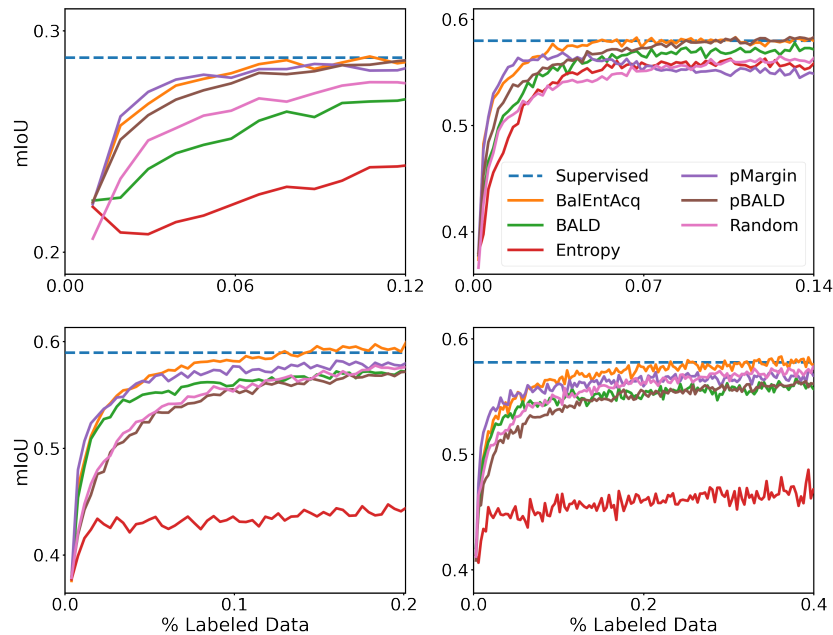 0.3
mIoU
0.2
0.00
0.06
0.12
0.6
0.5
0.4
0.00
0.07
0.14
Supervised
BalEntAcq
BALD
Entropy
pMargin
pBALD
Random
0.6
mIoU
0.5
0.4
0.0
0.1
0.2
% Labeled Data
0.6
0.5
0.4
0.0
0.2
0.4
% Labeled Data